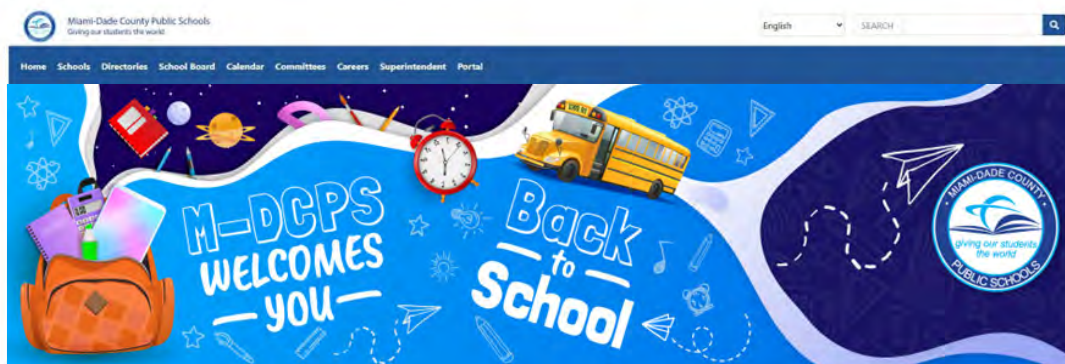 Miami-Dade County Public Schools
Giving our students the world
English
SEARCH
Home Schools Directories School Board Calendar Committees Careers Superintendent Portal
M-DCPS
WELCOMES
YOU
Back
to
School
MIAMI-DADE COUNTY
giving our students
the world
PUBLIC SCHOOLS